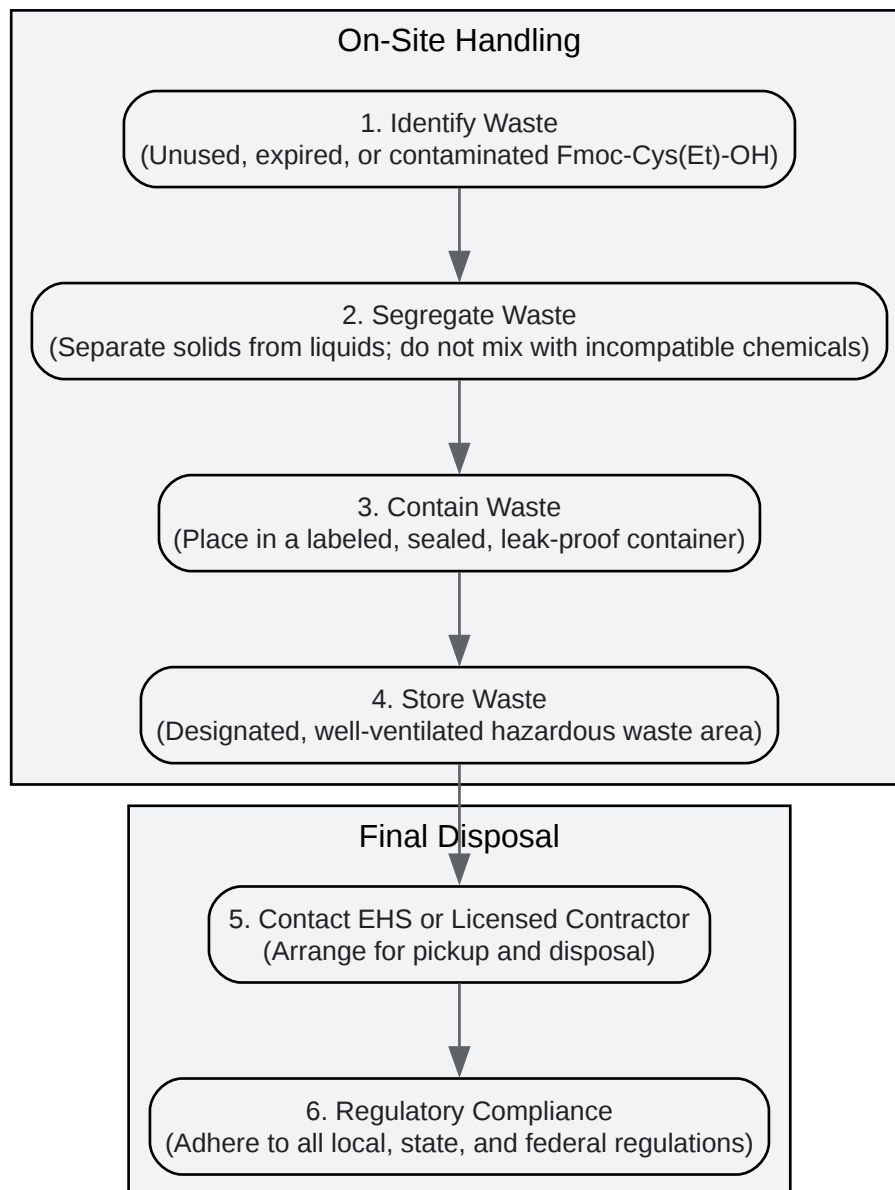 On-Site Handling
1. Identify Waste
(Unused, expired, or contaminated Fmoc-Cys(Et)-OH)
2. Segregate Waste
(Separate solids from liquids; do not mix with incompatible chemicals)
3. Contain Waste
(Place in a labeled, sealed, leak-proof container)
4. Store Waste
(Designated, well-ventilated hazardous waste area)
Final Disposal
5. Contact EHS or Licensed Contractor
(Arrange for pickup and disposal)
6. Regulatory Compliance
(Adhere to all local, state, and federal regulations)